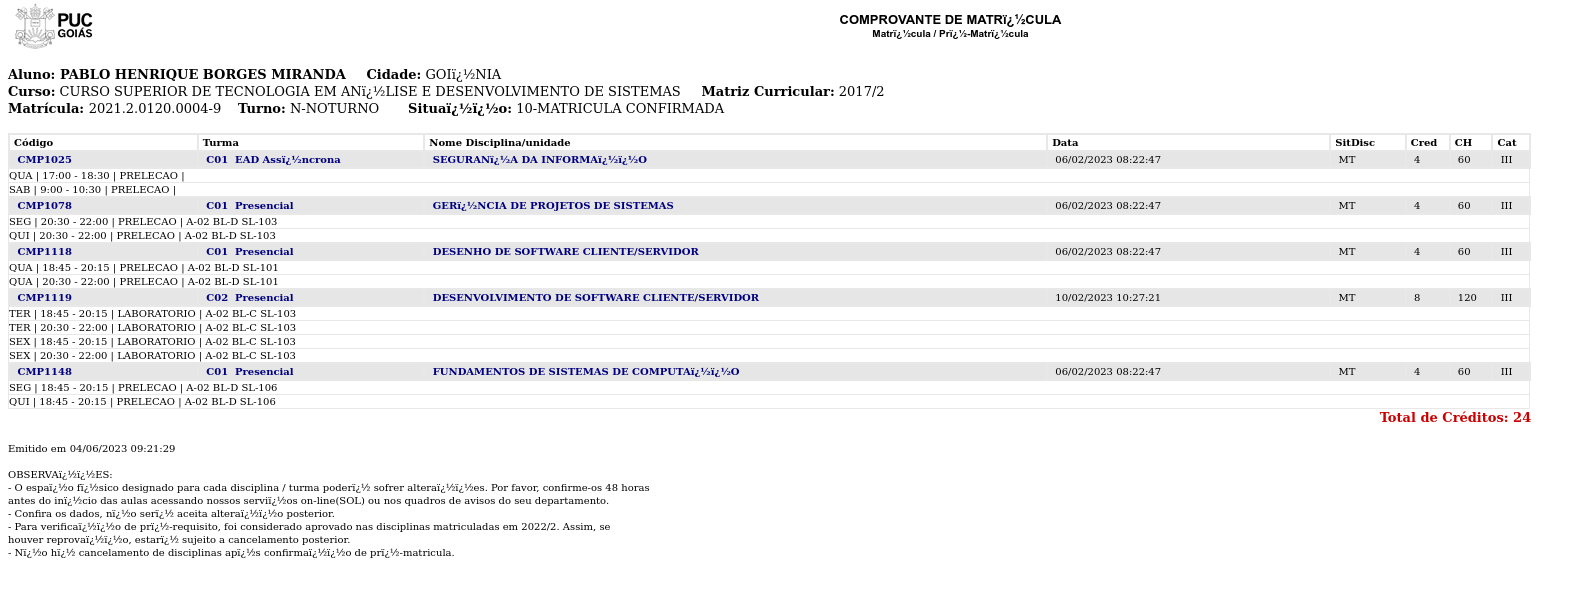 PUC
GOIÁS
COMPROVANTE DE MATRï¿½CULA
Matrï¿½cula / Prï¿½-Matrï¿½cula
Aluno: PABLO HENRIQUE BORGES MIRANDA Cidade: GOIï¿½NIA
Curso: CURSO SUPERIOR DE TECNOLOGIA EM ANï¿½LISE E DESENVOLVIMENTO DE SISTEMAS Matriz Curricular: 2017/2
Matrícula: 2021.2.0120.0004-9 Turno: N-NOTURNO Situaï¿½ï¿½o: 10-MATRICULA CONFIRMADA
Código Turma Nome Disciplina/unidade Data SitDisc Cred CH Cat
CMP1025 C01 EAD Assï¿½ncrona SEGURANï¿½A DA INFORMAï¿½ï¿½O 06/02/2023 08:22:47 MT 4 60 III
QUA | 17:00 - 18:30 | PRELECAO |
SAB | 9:00 - 10:30 | PRELECAO |
CMP1078 C01 Presencial GERï¿½NCIA DE PROJETOS DE SISTEMAS 06/02/2023 08:22:47 MT 4 60 III
SEG | 20:30 - 22:00 | PRELECAO | A-02 BL-D SL-103
QUI | 20:30 - 22:00 | PRELECAO | A-02 BL-D SL-103
CMP1118 C01 Presencial DESENHO DE SOFTWARE CLIENTE/SERVIDOR 06/02/2023 08:22:47 MT 4 60 III
QUA | 18:45 - 20:15 | PRELECAO | A-02 BL-D SL-101
QUA | 20:30 - 22:00 | PRELECAO | A-02 BL-D SL-101
CMP1119 C02 Presencial DESENVOLVIMENTO DE SOFTWARE CLIENTE/SERVIDOR 10/02/2023 10:27:21 MT 8 120 III
TER | 18:45 - 20:15 | LABORATORIO | A-02 BL-C SL-103
TER | 20:30 - 22:00 | LABORATORIO | A-02 BL-C SL-103
SEX | 18:45 - 20:15 | LABORATORIO | A-02 BL-C SL-103
SEX | 20:30 - 22:00 | LABORATORIO | A-02 BL-C SL-103
CMP1148 C01 Presencial FUNDAMENTOS DE SISTEMAS DE COMPUTAï¿½ï¿½O 06/02/2023 08:22:47 MT 4 60 III
SEG | 18:45 - 20:15 | PRELECAO | A-02 BL-D SL-106
QUI | 18:45 - 20:15 | PRELECAO | A-02 BL-D SL-106
Total de Créditos: 24
Emitido em 04/06/2023 09:21:29
OBSERVAï¿½ï¿½ES:
- O espaï¿½o fï¿½sico designado para cada disciplina / turma poderï¿½ sofrer alteraï¿½ï¿½es. Por favor, confirme-os 48 horas
antes do inï¿½cio das aulas acessando nossos serviï¿½os on-line(SOL) ou nos quadros de avisos do seu departamento.
- Confira os dados, nï¿½o serï¿½ aceita alteraï¿½ï¿½o posterior.
- Para verificaï¿½ï¿½o de prï¿½-requisito, foi considerado aprovado nas disciplinas matriculadas em 2022/2. Assim, se
houver reprovaï¿½ï¿½o, estarï¿½ sujeito a cancelamento posterior.
- Nï¿½o hï¿½ cancelamento de disciplinas apï¿½s confirmaï¿½ï¿½o de prï¿½-matricula.